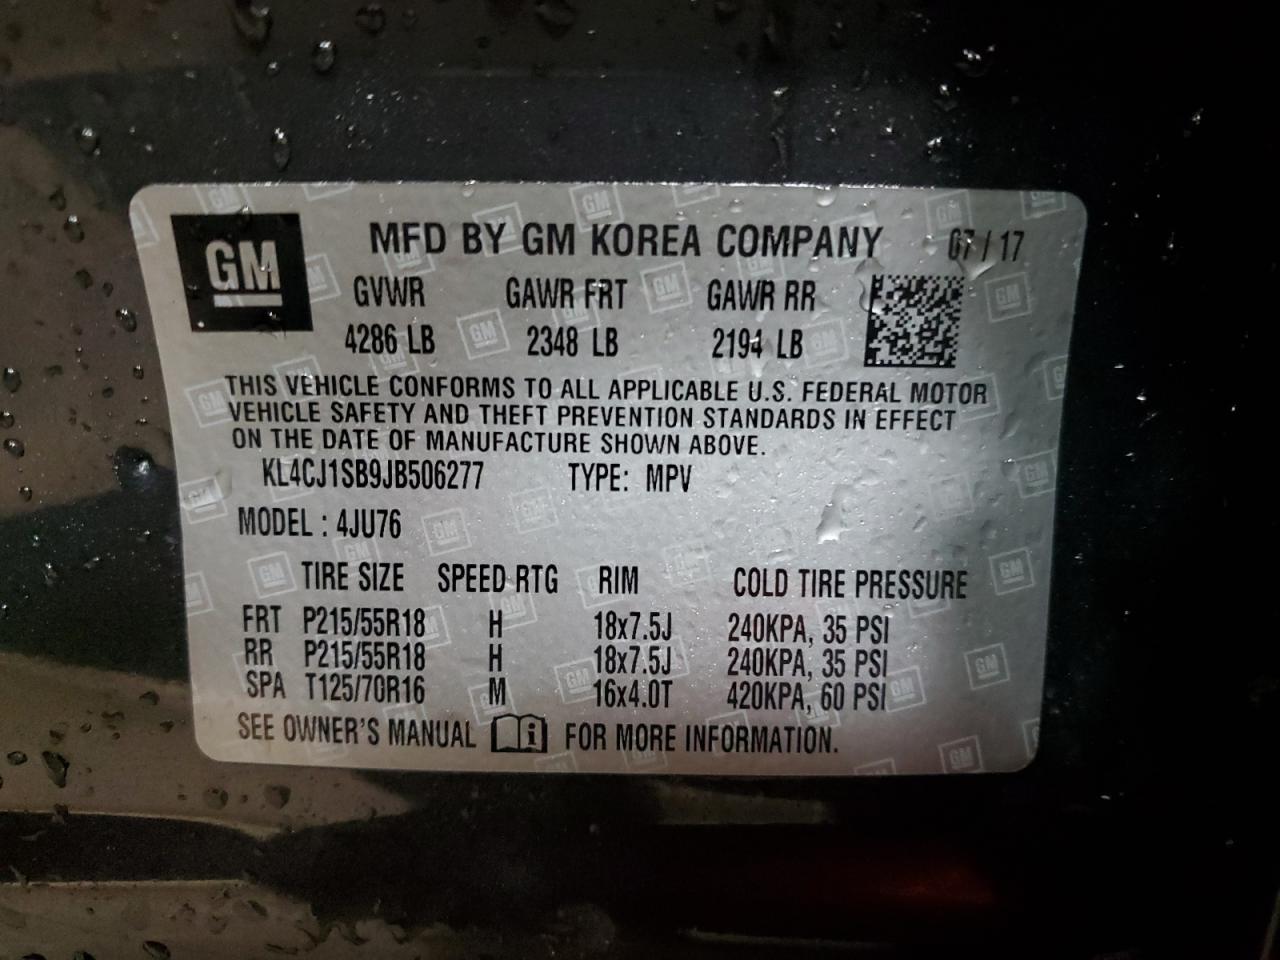 GM
MFD BY GM KOREA COMPANY 07/17
GVWR GAWR FRT GAWR RR
4286 LB 2348 LB 2194 LB
THIS VEHICLE CONFORMS TO ALL APPLICABLE U.S. FEDERAL MOTOR
VEHICLE SAFETY AND THEFT PREVENTION STANDARDS IN EFFECT
ON THE DATE OF MANUFACTURE SHOWN ABOVE.
KL4CJ1SB9JB506277 TYPE: MPV
MODEL : 4JU76
TIRE SIZE SPEED RTG RIM COLD TIRE PRESSURE
FRT P215/55R18 H 18x7.5J 240KPA, 35 PSI
RR P215/55R18 H 18x7.5J 240KPA, 35 PSI
SPA T125/70R16 M 16x4.0T 420KPA, 60 PSI
SEE OWNER'S MANUAL i FOR MORE INFORMATION.